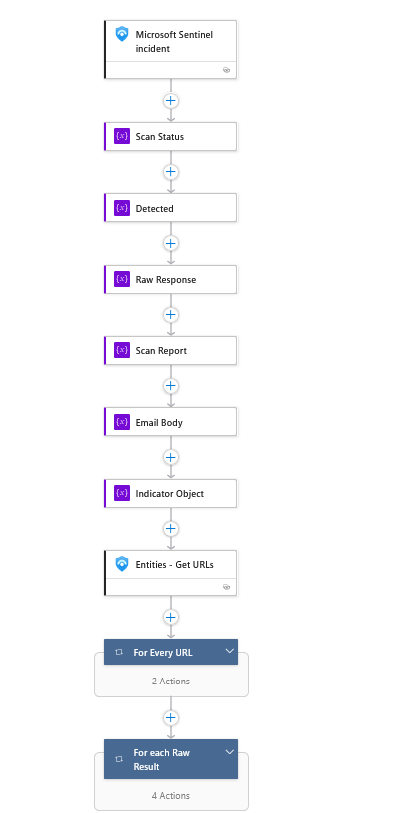 Microsoft Sentinel
incident
Scan Status
Detected
Raw Response
Scan Report
Email Body
Indicator Object
Entities - Get URLs
For Every URL
2 Actions
For each Raw
Result
4 Actions